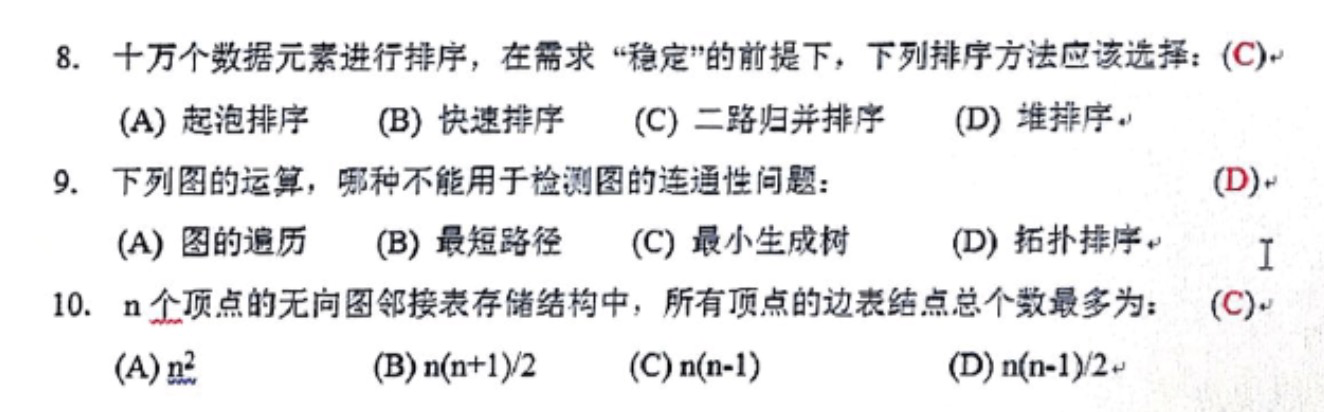 8. 十万个数据元素进行排序，在需求“稳定”的前提下，下列排序方法应该选择：(C)
(A) 起泡排序 (B) 快速排序 (C) 二路归并排序 (D) 堆排序
9. 下列图的运算，哪种不能用于检测图的连通性问题： (D)
(A) 图的遍历 (B) 最短路径 (C) 最小生成树 (D) 拓扑排序
10. n 个顶点的无向图邻接表存储结构中，所有顶点的边表结点总个数最多为： (C)
(A) n² (B) n(n+1)/2 (C) n(n-1) (D) n(n-1)/2